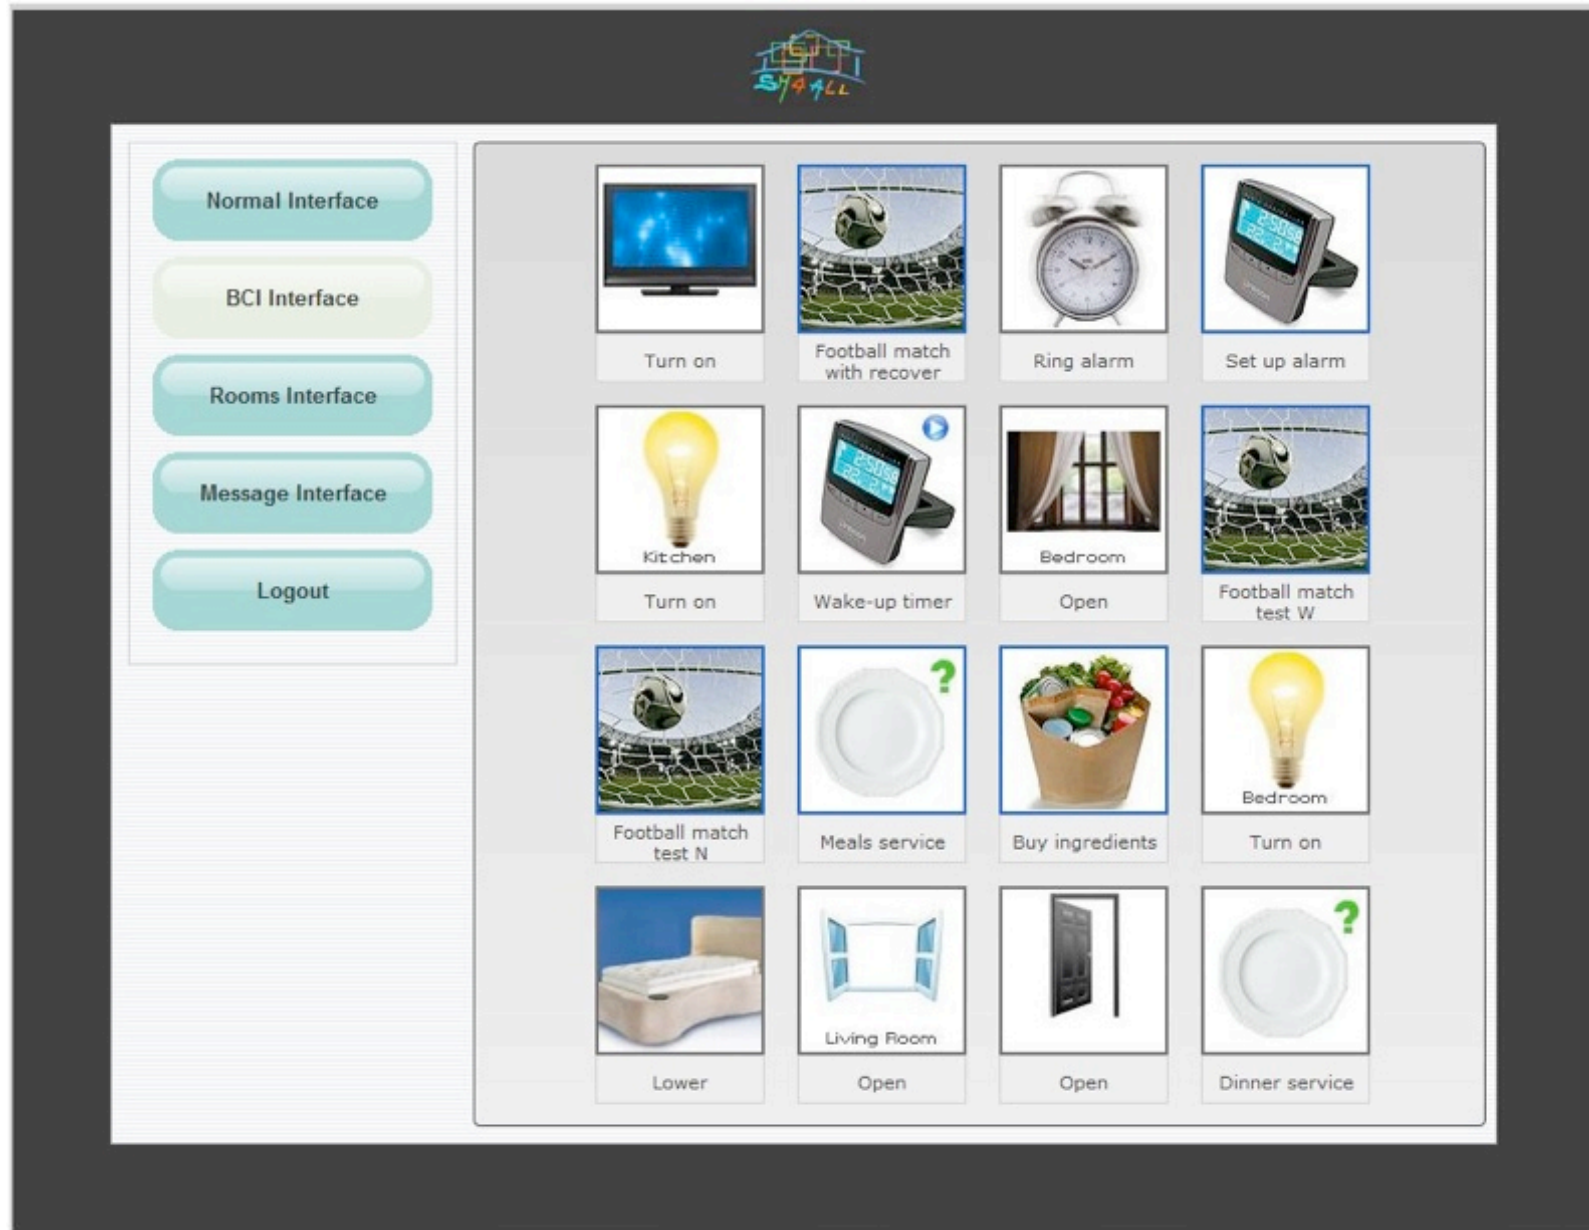 SM4ALL
Normal Interface
BCI Interface
Rooms Interface
Message Interface
Logout
Turn on
Football match
with recover
Ring alarm
Set up alarm
Kitchen
Turn on
Wake-up timer
Bedroom
Open
Football match
test W
Football match
test N
Meals service
Buy ingredients
Bedroom
Turn on
Lower
Living Room
Open
Open
Dinner service